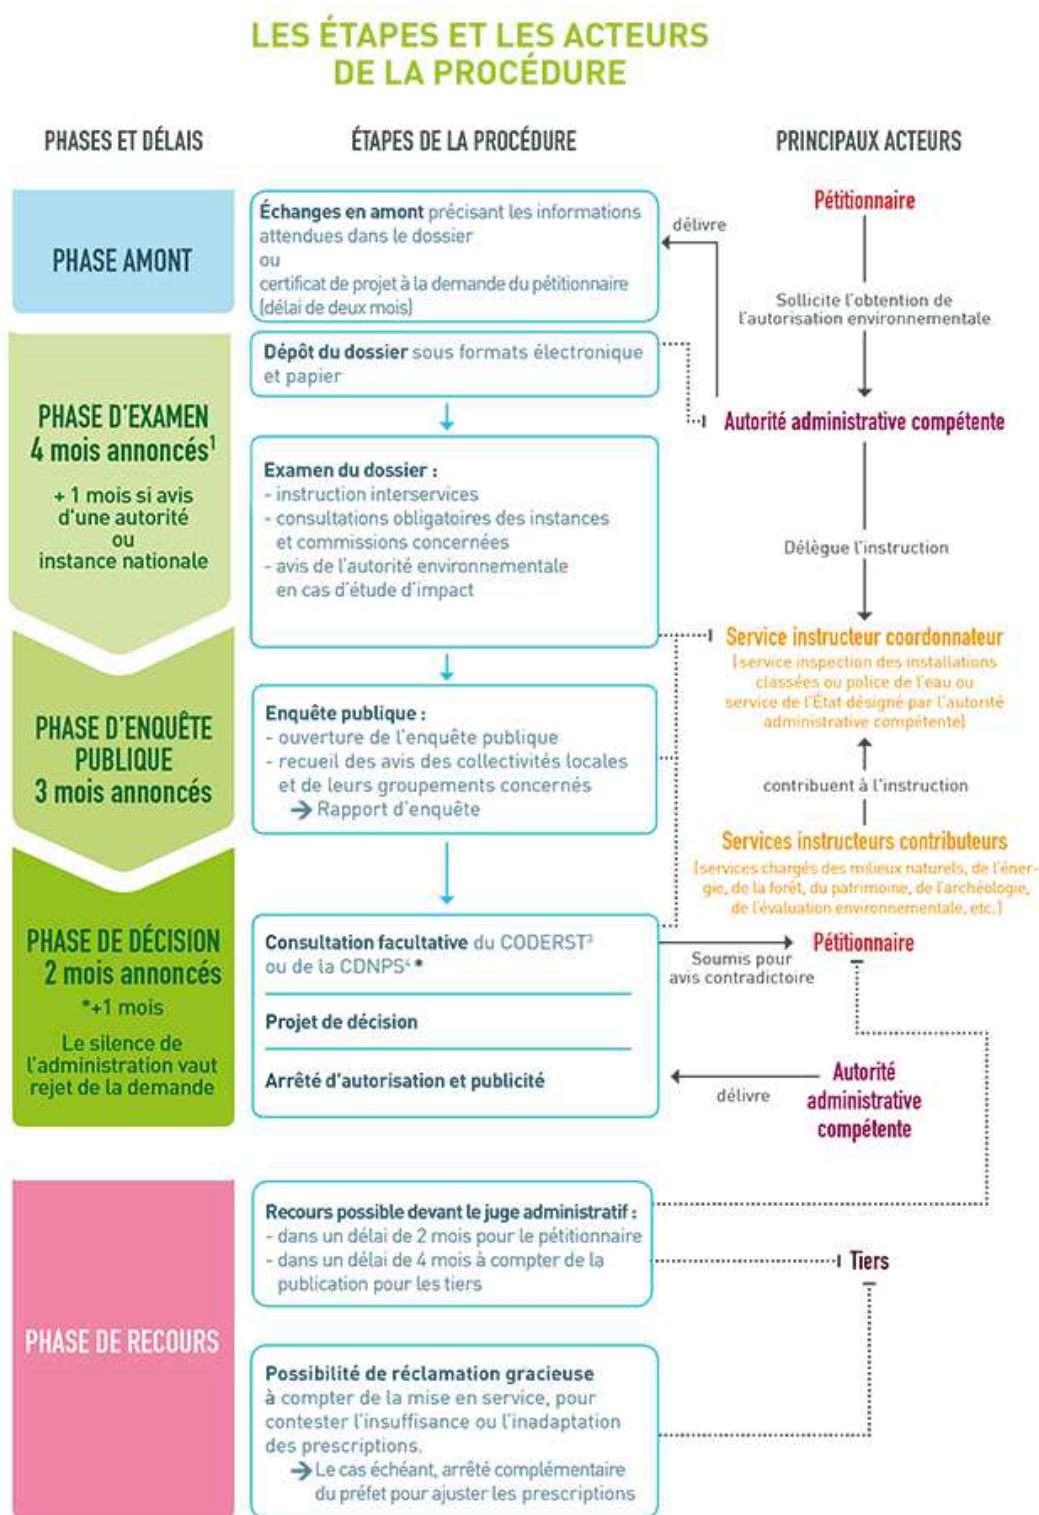 LES ÉTAPES ET LES ACTEURS
DE LA PROCÉDURE
PHASES ET DÉLAIS
ÉTAPES DE LA PROCÉDURE
PRINCIPAUX ACTEURS
PHASE AMONT
Échanges en amont précisant les informations
attendues dans le dossier
ou
certificat de projet à la demande du pétitionnaire
(délai de deux mois)
délivre
Pétitionnaire
Sollicite l'obtention de
l'autorisation environnementale
PHASE D'EXAMEN
4 mois annoncés¹
+ 1 mois si avis
d'une autorité
ou
instance nationale
Dépôt du dossier sous formats électronique
et papier
Autorité administrative compétente
Examen du dossier :
- instruction interservices
- consultations obligatoires des instances
et commissions concernées
- avis de l'autorité environnementale
en cas d'étude d'impact
Délègue l'instruction
Service instructeur coordonnateur
(service inspection des installations
classées ou police de l'eau ou
service de l'État désigné par l'autorité
administrative compétente)
PHASE D'ENQUÊTE
PUBLIQUE
3 mois annoncés
Enquête publique :
- ouverture de l'enquête publique
- recueil des avis des collectivités locales
et de leurs groupements concernés
→ Rapport d'enquête
contribuent à l'instruction
Services instructeurs contributeurs
(services chargés des milieux naturels, de l'éner-
gie, de la forêt, du patrimoine, de l'archéologie,
de l'évaluation environnementale, etc.)
PHASE DE DÉCISION
2 mois annoncés
*+1 mois
Le silence de
l'administration vaut
rejet de la demande
Consultation facultative du CODERST³
ou de la CDNPS⁴ *
Projet de décision
Arrêté d'autorisation et publicité
Soumis pour
avis contradictoire
Pétitionnaire
délivre
Autorité
administrative
compétente
PHASE DE RECOURS
Recours possible devant le juge administratif :
- dans un délai de 2 mois pour le pétitionnaire
- dans un délai de 4 mois à compter de la
publication pour les tiers
Tiers
Possibilité de réclamation gracieuse
à compter de la mise en service, pour
contester l'insuffisance ou l'inadaptation
des prescriptions.
→ Le cas échéant, arrêté complémentaire
du préfet pour ajuster les prescriptions